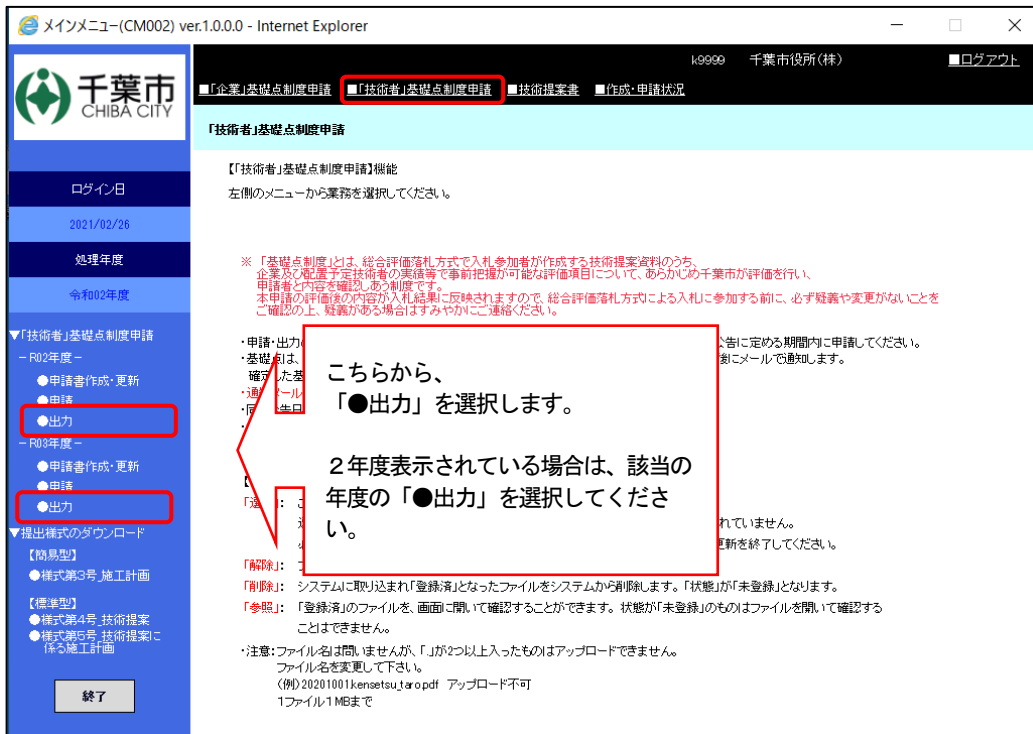 メインメニュー(CM002) ver.1.0.0.0 - Internet Explorer
千葉市
CHIBA CITY
k9999 千葉市役所(株) ■ログアウト
■「企業」基礎点制度申請 ■「技術者」基礎点制度申請 ■技術提案書 ■作成・申請状況
「技術者」基礎点制度申請
ログイン日
2021/02/26
処理年度
令和02年度
▼「技術者」基礎点制度申請
－R02年度－
●申請書作成・更新
●申請
●出力
－R03年度－
●申請書作成・更新
●申請
●出力
▼提出様式のダウンロード
【簡易型】
●様式第3号_施工計画
【標準型】
●様式第4号_技術提案
●様式第5号_技術提案に
係る施工計画
終了
【「技術者」基礎点制度申請】機能
左側のメニューから業務を選択してください。
※「基礎点制度」とは、総合評価落札方式で入札参加者が作成する技術提案資料のうち、
企業及び配置予定技術者の実績等で事前把握が可能な評価項目について、あらかじめ千葉市が評価を行い、
申請者と内容を確認しあう制度です。
本申請の評価後の内容が入札結果に反映されますので、総合評価落札方式による入札に参加する前に、必ず疑義や変更がないことを
ご確認の上、疑義がある場合はすみやかにご連絡ください。
・申請・出力 公告に定める期間内に申請してください。
・基礎点は、 後にメールで通知します。
確定した基
こちらから、
「●出力」を選択します。
２年度表示されている場合は、該当の
年度の「●出力」を選択してくださ
い。
れていません。
更新を終了してください。
「解除」：
「削除」： システムに取り込まれ「登録済」となったファイルをシステムから削除します。「状態」が「未登録」となります。
「参照」： 「登録済」のファイルを、画面に開いて確認することができます。状態が「未登録」のものはファイルを開いて確認する
ことはできません。
・注意：ファイル名は問いませんが、「.」が2つ以上入ったものはアップロードできません。
ファイル名を変更して下さい。
(例)20201001.kensetsu_taro.pdf アップロード不可
1ファイル1MBまで